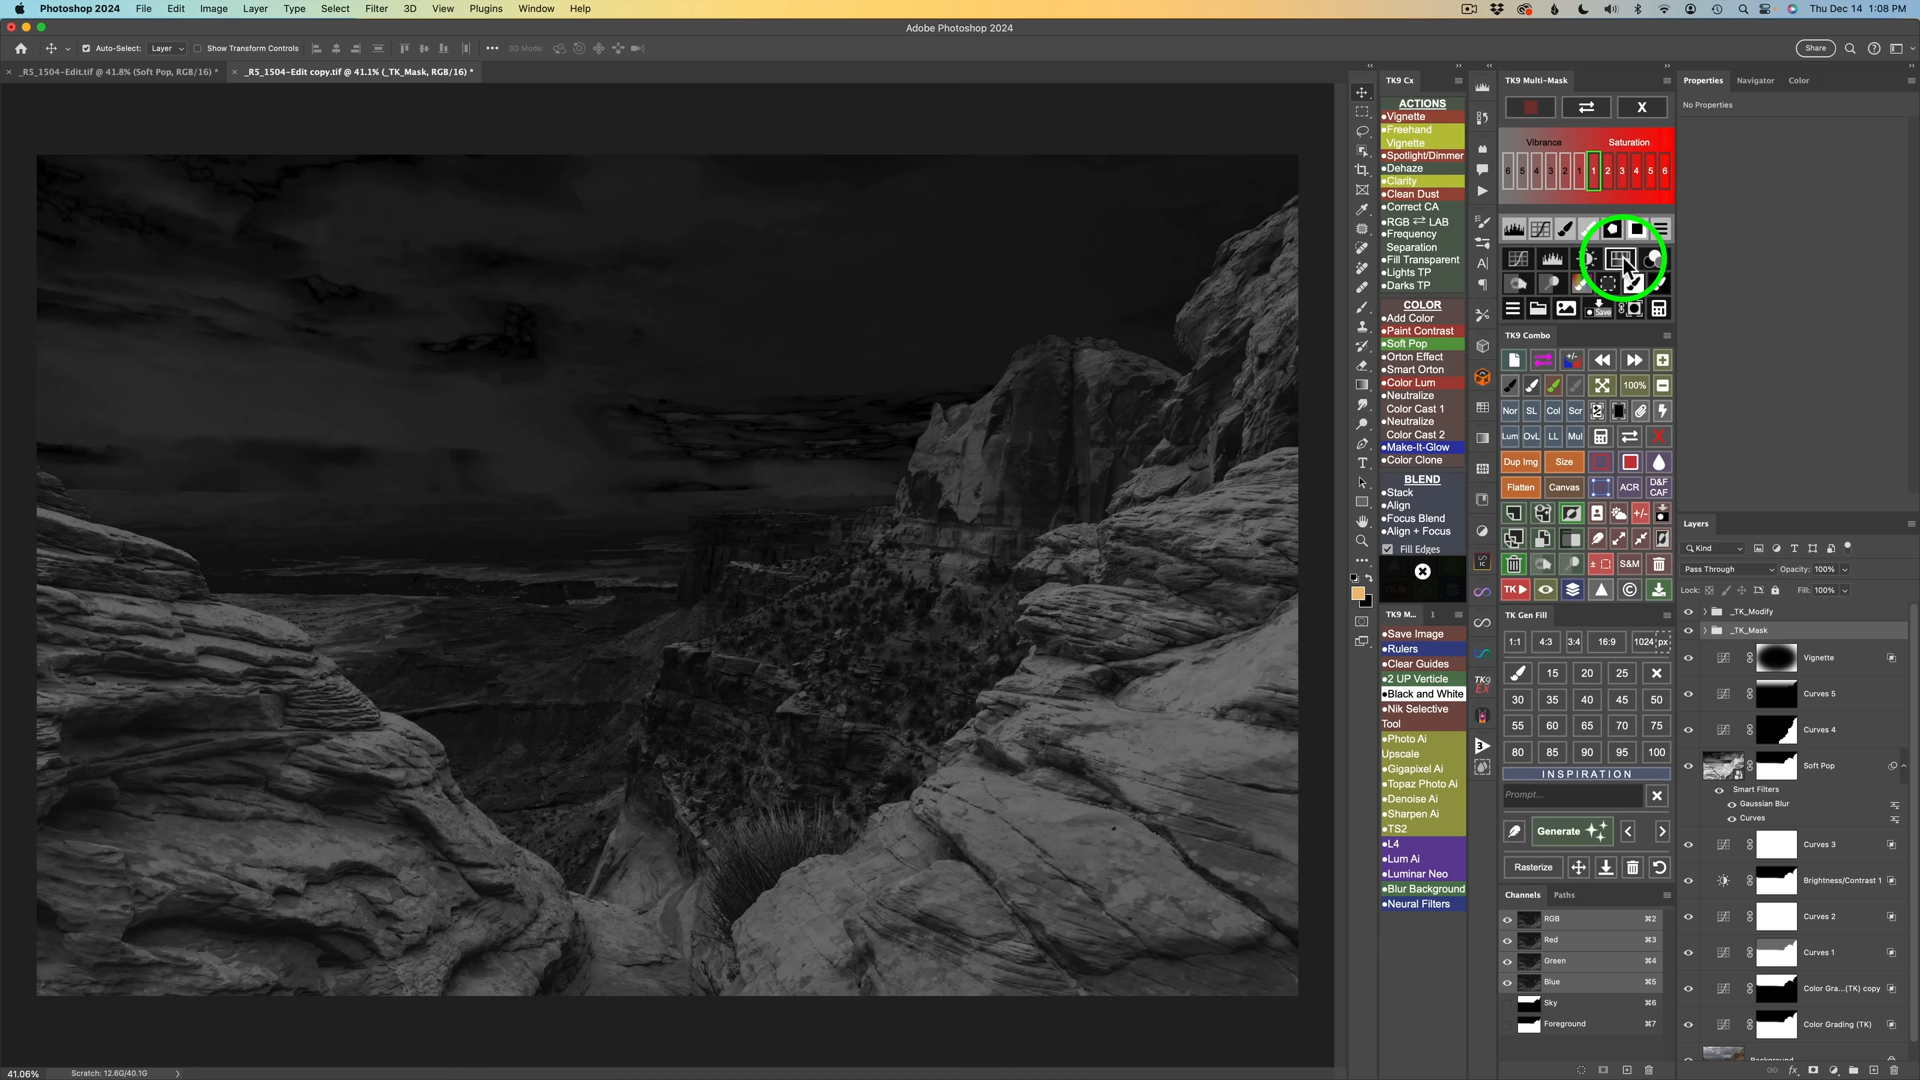 Photoshop 2024 File Edit Image Layer Type Select Filter 3D View Plugins Window Help Thu Dec 14 1:08 PM
Adobe Photoshop 2024
Auto-Select: Layer Show Transform Controls 3D Mode: Share
_R5_1504-Edit.tif @ 41.8% (Soft Pop, RGB/16) * _R5_1504-Edit copy.tif @ 41.1% (_TK_Mask, RGB/16) *
TK9 Cx
ACTIONS
Vignette
Freehand
Vignette
Spotlight/Dimmer
Dehaze
Clarity
Clean Dust
Correct CA
RGB ⇄ LAB
Frequency
Separation
Fill Transparent
Lights TP
Darks TP
COLOR
Add Color
Paint Contrast
Soft Pop
Orton Effect
Smart Orton
Color Lum
Neutralize
Color Cast 1
Neutralize
Color Cast 2
Make-It-Glow
Color Clone
BLEND
Stack
Align
Focus Blend
Align + Focus
Fill Edges
TK9 M... 1
Save Image
Rulers
Clear Guides
2 UP Verticle
Black and White
Nik Selective
Tool
Photo Ai
Upscale
Gigapixel Ai
Topaz Photo Ai
Denoise Ai
Sharpen Ai
TS2
L4
Lum Ai
Luminar Neo
Blur Background
Neural Filters
TK9 Multi-Mask
X
Vibrance Saturation
6 5 4 3 2 1 1 2 3 4 5 6
Save
TK9 Combo
+/-
100%
Nor SL Col Scr
Lum OvL LL Mul
Dup Img Size
Flatten Canvas ACR D&F CAF
+/-
S&M
TK
TK Gen Fill
1:1 4:3 3:4 16:9 1024 px
15 20 25
30 35 40 45 50
55 60 65 70 75
80 85 90 95 100
INSPIRATION
Prompt...
Generate
Rasterize
Channels Paths
RGB ⌘2
Red ⌘3
Green ⌘4
Blue ⌘5
Sky ⌘6
Foreground ⌘7
Properties Navigator Color
No Properties
Layers
Kind
Pass Through Opacity: 100%
Lock: Fill: 100%
_TK_Modify
_TK_Mask
Vignette
Curves 5
Curves 4
Soft Pop
Smart Filters
Gaussian Blur
Curves
Curves 3
Brightness/Contrast 1
Curves 2
Curves 1
Color Gra...(TK) copy
Color Grading (TK)
Background
41.06% Scratch: 12.6G/40.1G